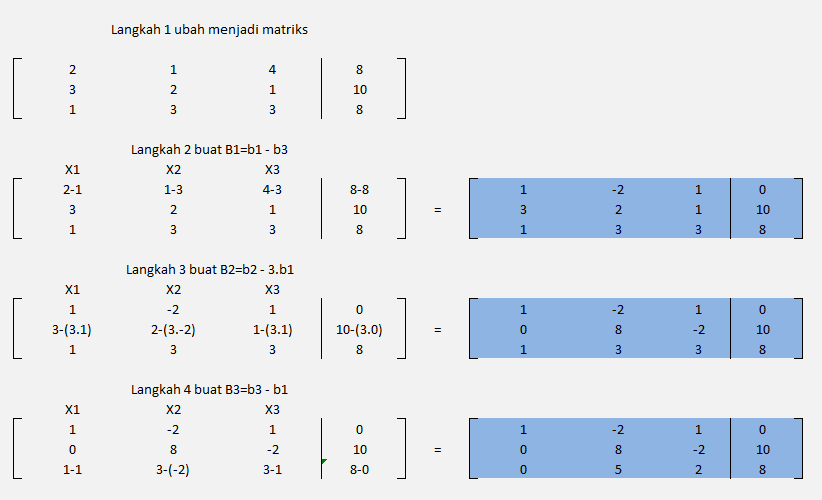 Langkah 1 ubah menjadi matriks
2 1 4 8
3 2 1 10
1 3 3 8
Langkah 2 buat B1=b1 - b3
X1 X2 X3
2-1 1-3 4-3 8-8 1 -2 1 0
3 2 1 10 = 3 2 1 10
1 3 3 8 1 3 3 8
Langkah 3 buat B2=b2 - 3.b1
X1 X2 X3
1 -2 1 0 1 -2 1 0
3-(3.1) 2-(3.-2) 1-(3.1) 10-(3.0) = 0 8 -2 10
1 3 3 8 1 3 3 8
Langkah 4 buat B3=b3 - b1
X1 X2 X3
1 -2 1 0 1 -2 1 0
0 8 -2 10 = 0 8 -2 10
1-1 3-(-2) 3-1 8-0 0 5 2 8